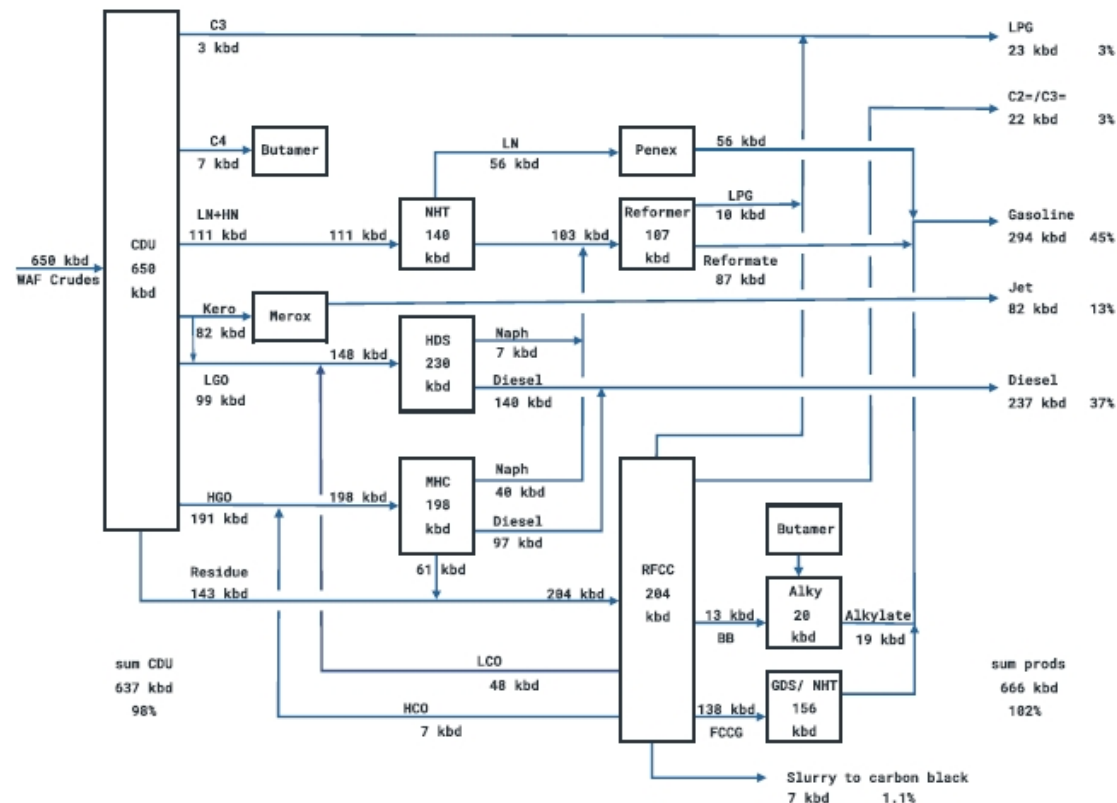 C3
3 kbd
LPG
23 kbd 3%
C2=/C3=
22 kbd 3%
C4
7 kbd
Butamer
LN
56 kbd
Penex
56 kbd
LN+HN
111 kbd
111 kbd
NHT
140
kbd
103 kbd
Reformer
107
kbd
LPG
10 kbd
Reformate
87 kbd
Gasoline
294 kbd 45%
CDU
650
kbd
650 kbd
WAF Crudes
Kero
82 kbd
Merox
Jet
82 kbd 13%
148 kbd
LGO
99 kbd
HDS
230
kbd
Naph
7 kbd
Diesel
140 kbd
Diesel
237 kbd 37%
HGO
191 kbd
198 kbd
MHC
198
kbd
Naph
40 kbd
Diesel
97 kbd
61 kbd
Residue
143 kbd
204 kbd
RFCC
204
kbd
Butamer
13 kbd
BB
Alky
20
kbd
Alkylate
19 kbd
LCO
48 kbd
HCO
7 kbd
138 kbd
FCCG
GDS/ NHT
156
kbd
sum CDU
637 kbd
98%
sum prods
666 kbd
102%
Slurry to carbon black
7 kbd 1.1%